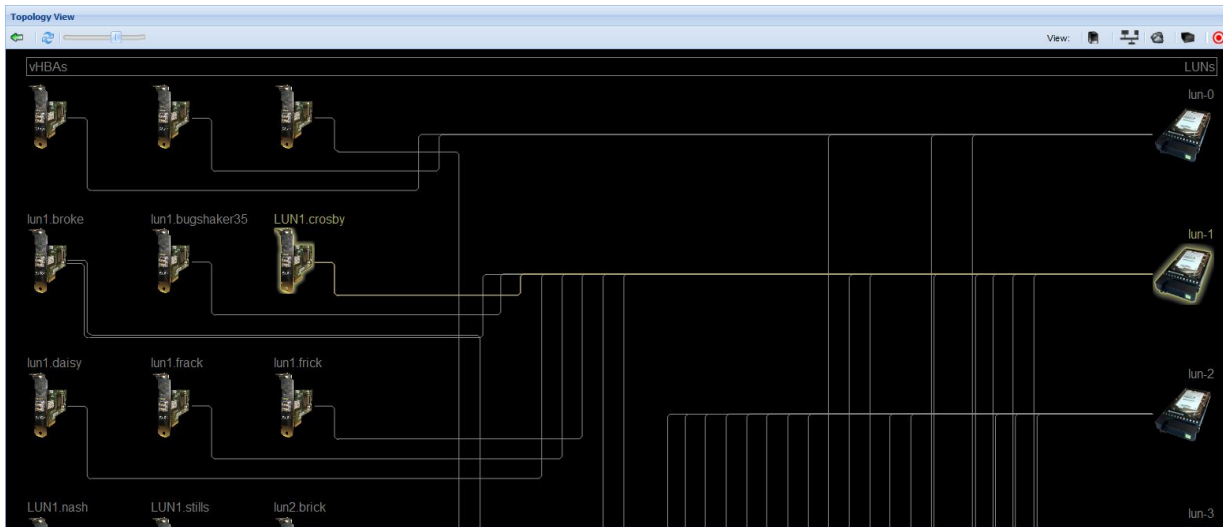 Topology View
View:
vHBAs LUNs
lun-0
lun1.broke lun1.bugshaker35 LUN1.crosby lun-1
lun1.daisy lun1.frack lun1.frick lun-2
LUN1.nash LUN1.stills lun2.brick lun-3